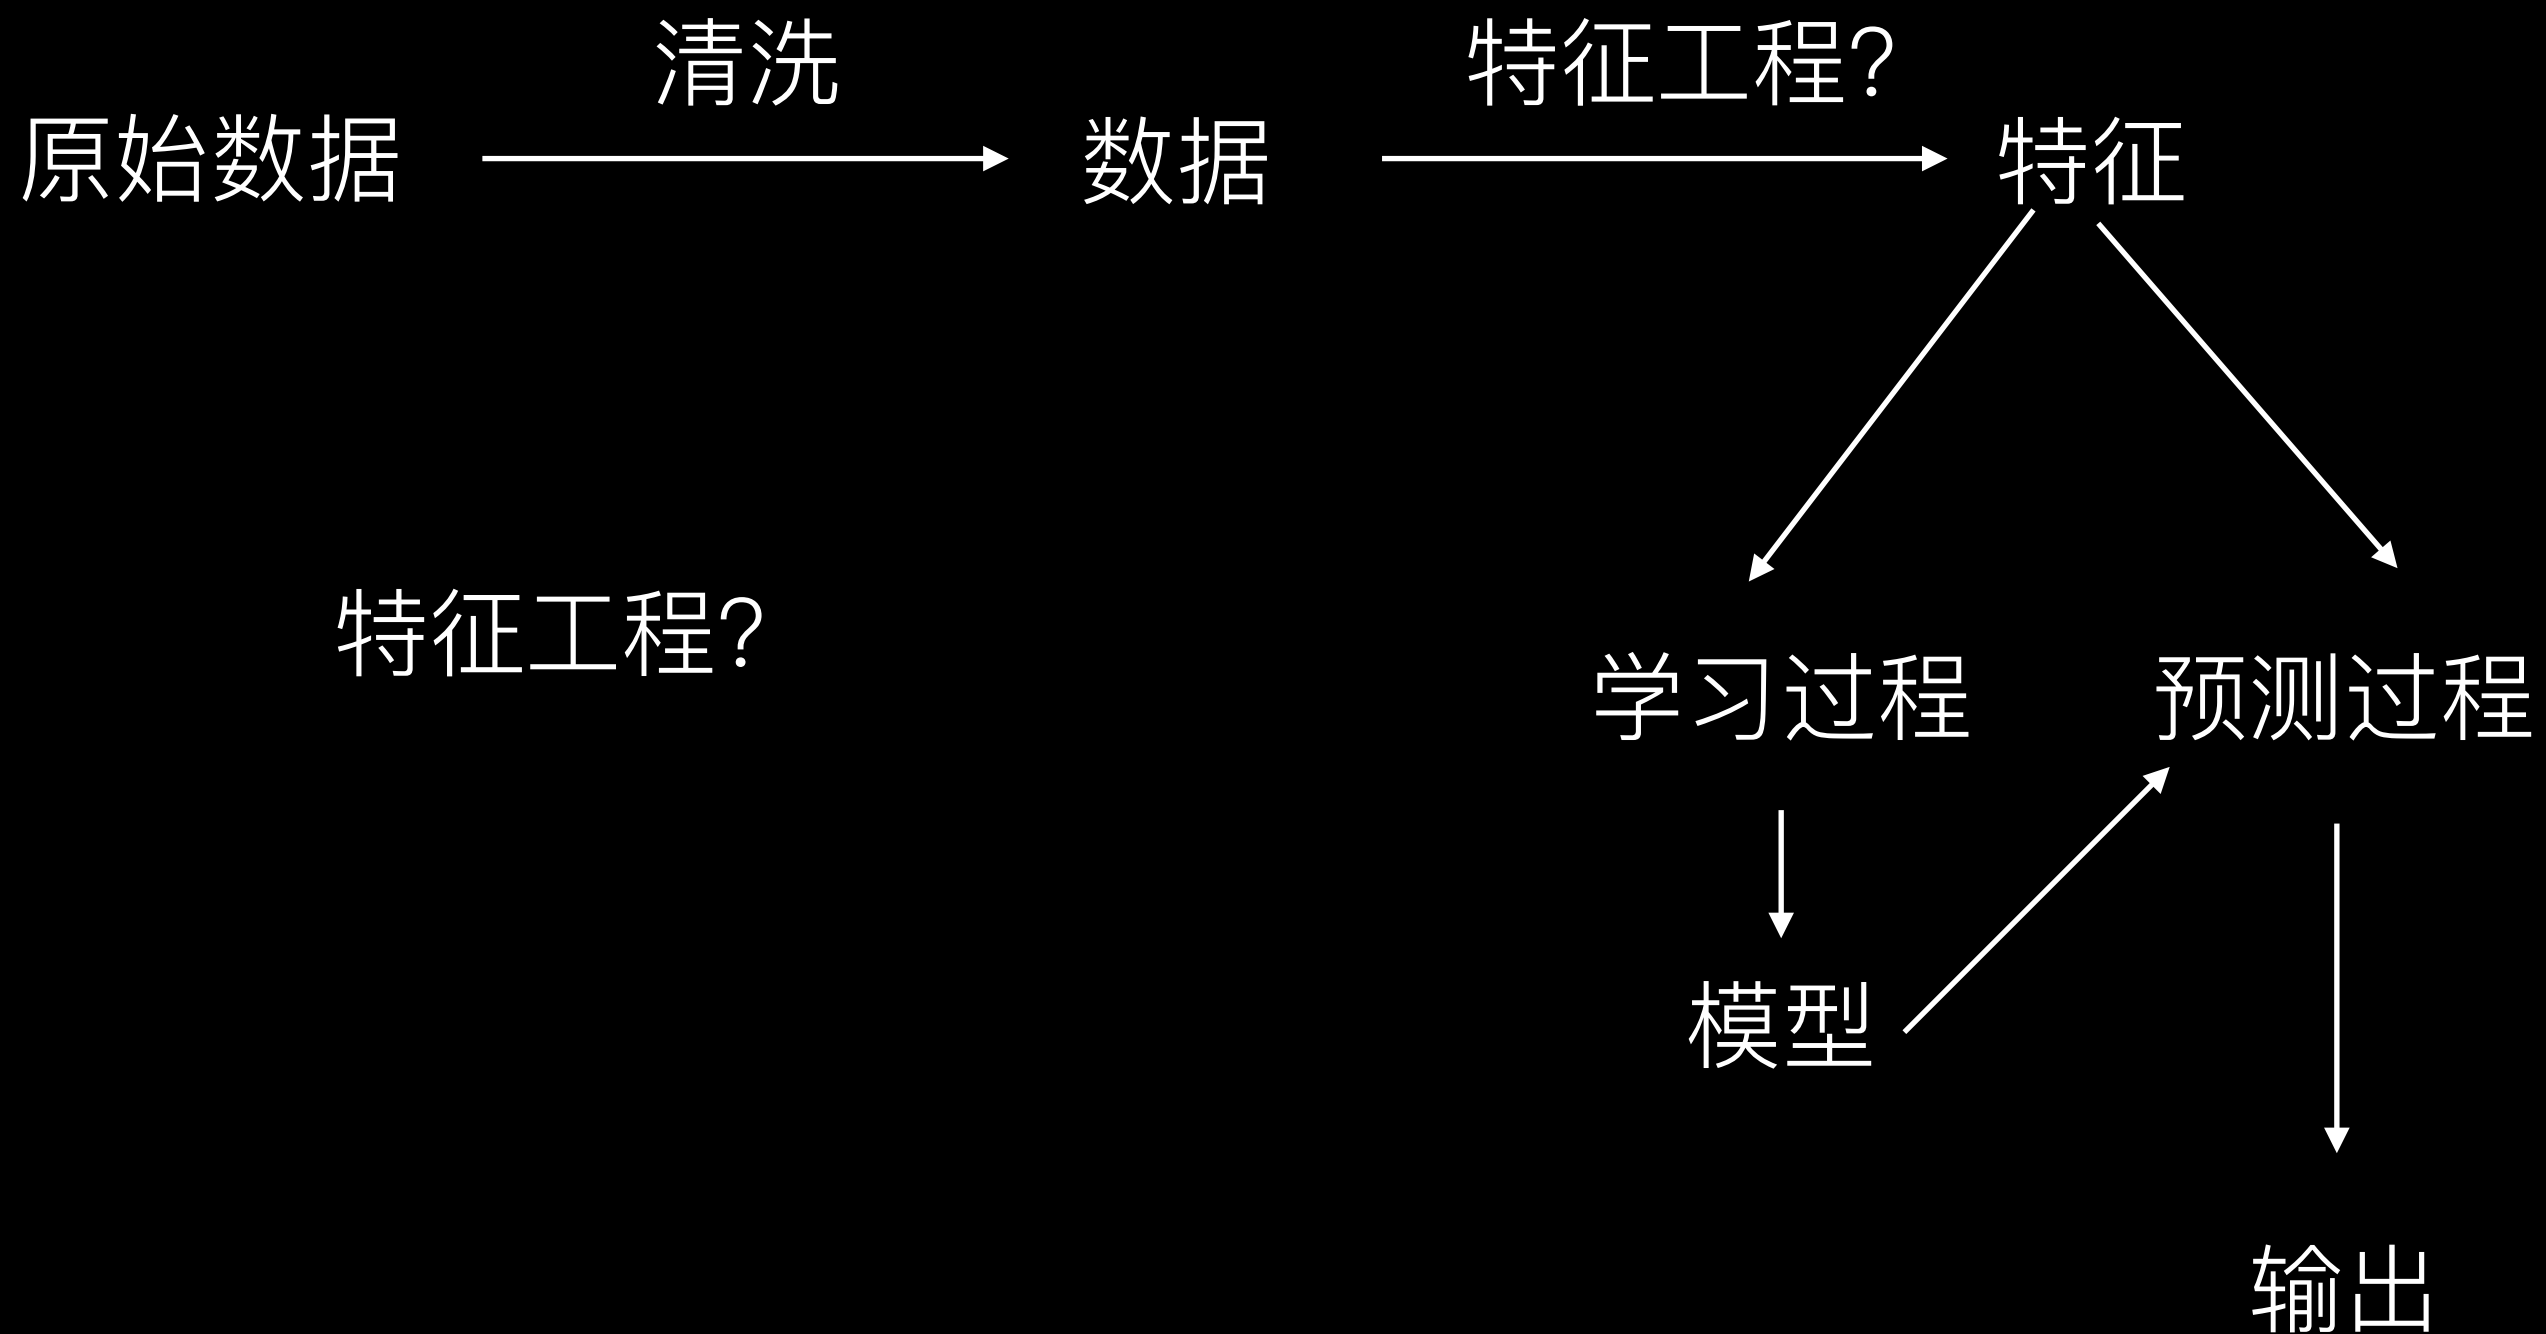 清洗
特征工程?
原始数据
数据
特征
特征工程?
学习过程
预测过程
模型
输出